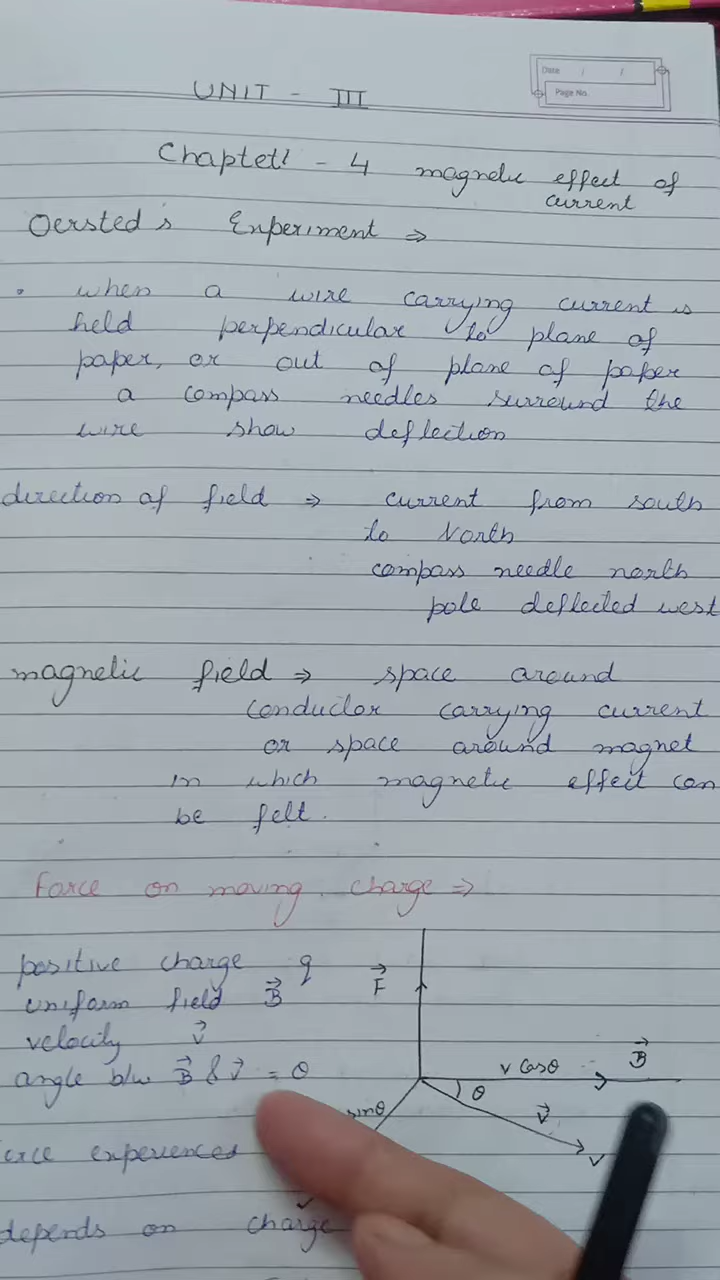 Date / /
Page No.
UNIT - III
Chapter - 4 magnetic effect of
current
Oersted's Experiment ⇒
• when a wire carrying current is
held perpendicular to plane of
paper, or out of plane of paper
a compass needles surround the
wire show deflection
direction of field ⇒ current from south
to North
compass needle north
pole deflected west
magnetic field ⇒ space around
conductor carrying current
or space around magnet
in which magnetic effect can
be felt.
Force on moving charge ⇒
positive charge q
uniform field B⃗
velocity v⃗
angle b/w B⃗ & v⃗ = θ
F⃗
v cosθ
B⃗
θ
v⃗
v
sinθ
experiences
depends on charge